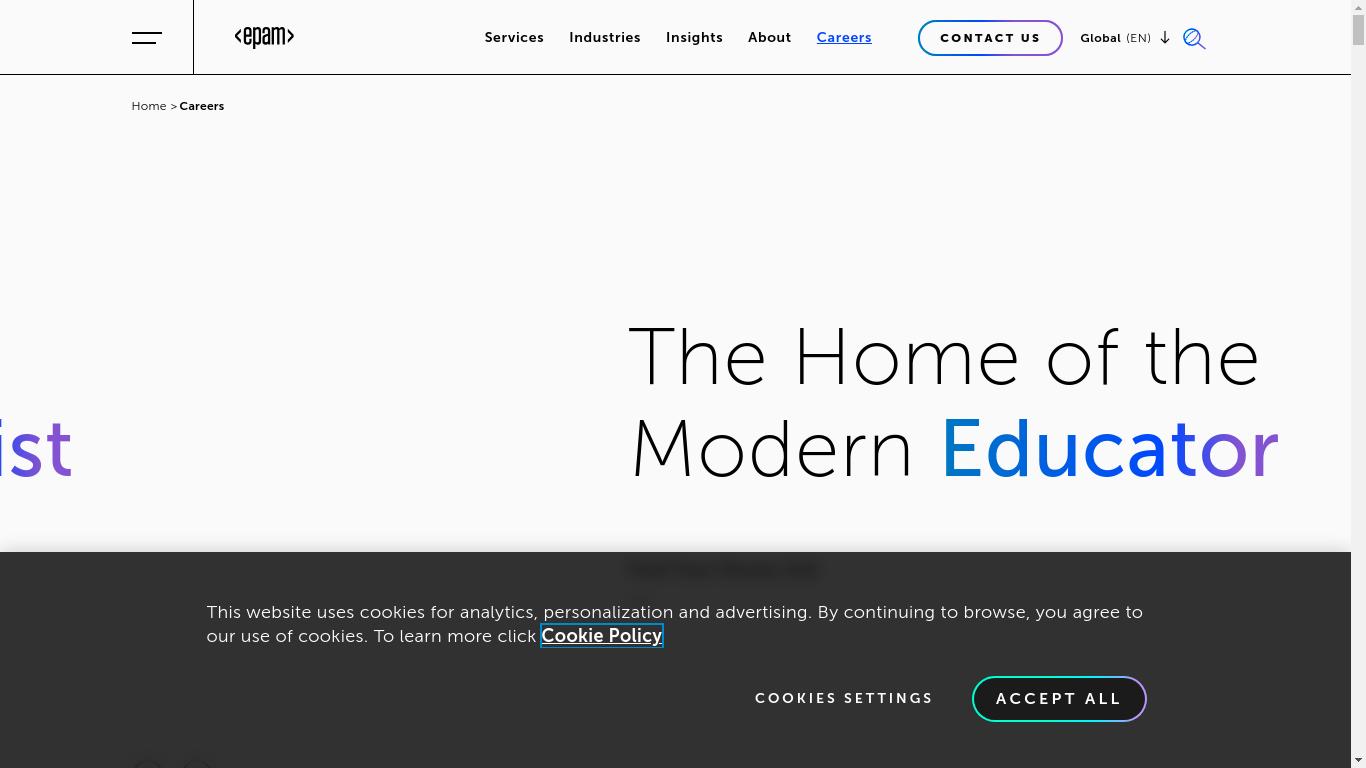 <epam>
Services
Industries
Insights
About
Careers
CONTACT US
Global (EN)
Home > Careers
The Home of the
Modern Educator
ist
This website uses cookies for analytics, personalization and advertising. By continuing to browse, you agree to
our use of cookies. To learn more click Cookie Policy
COOKIES SETTINGS
ACCEPT ALL